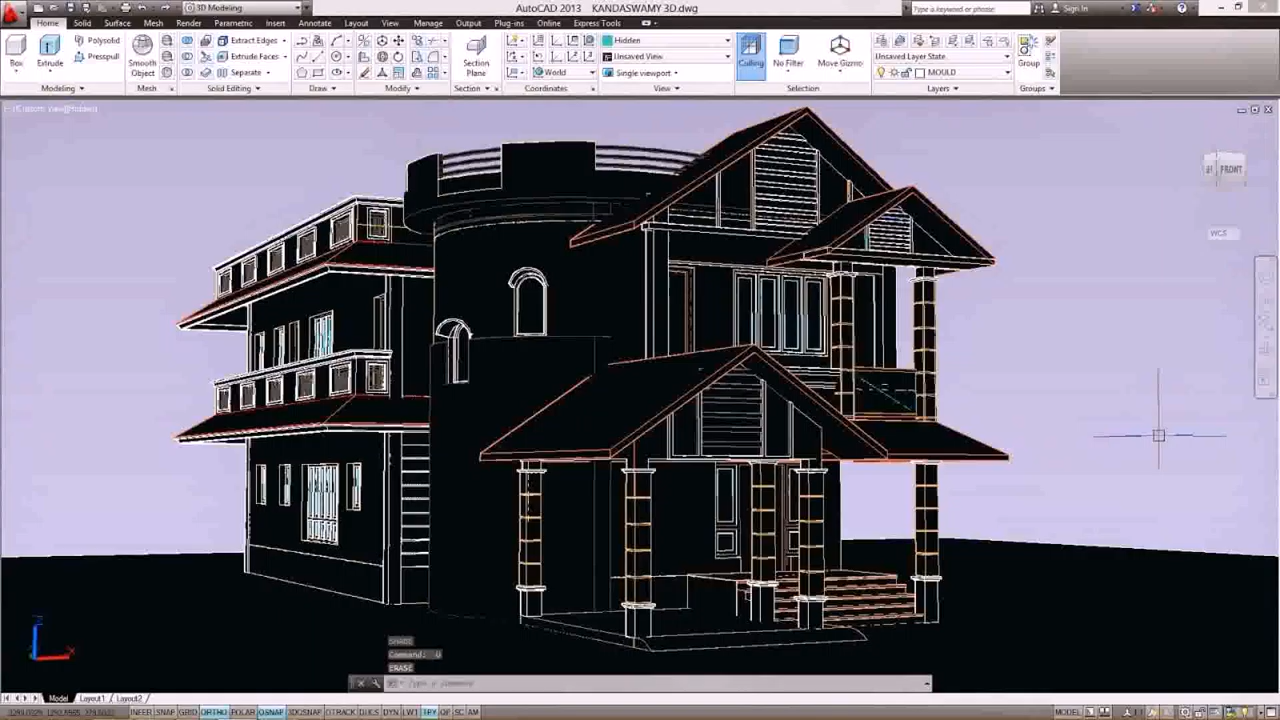 3D Modeling
AutoCAD 2013 KANDASWAMY 3D.dwg
Type a keyword or phrase
Sign In
Home Solid Surface Mesh Render Parametric Insert Annotate Layout View Manage Output Plug-ins Online Express Tools
Box
Extrude
Polysolid
Presspull
Modeling
Smooth
Object
Mesh
Extract Edges
Extrude Faces
Separate
Solid Editing
Draw
Modify
Section
Plane
Section
World
Coordinates
Hidden
Unsaved View
Single viewport
View
Culling
No Filter
Move Gizmo
Selection
Unsaved Layer State
MOULD
Layers
Group
Groups
FRONT
WCS
Command: U
ERASE
Type a command
Model Layout1 Layout2
INFER SNAP GRID ORTHO POLAR OSNAP 3DOSNAP OTRACK DUCS DYN LWT TPY QP SC AM
MODEL